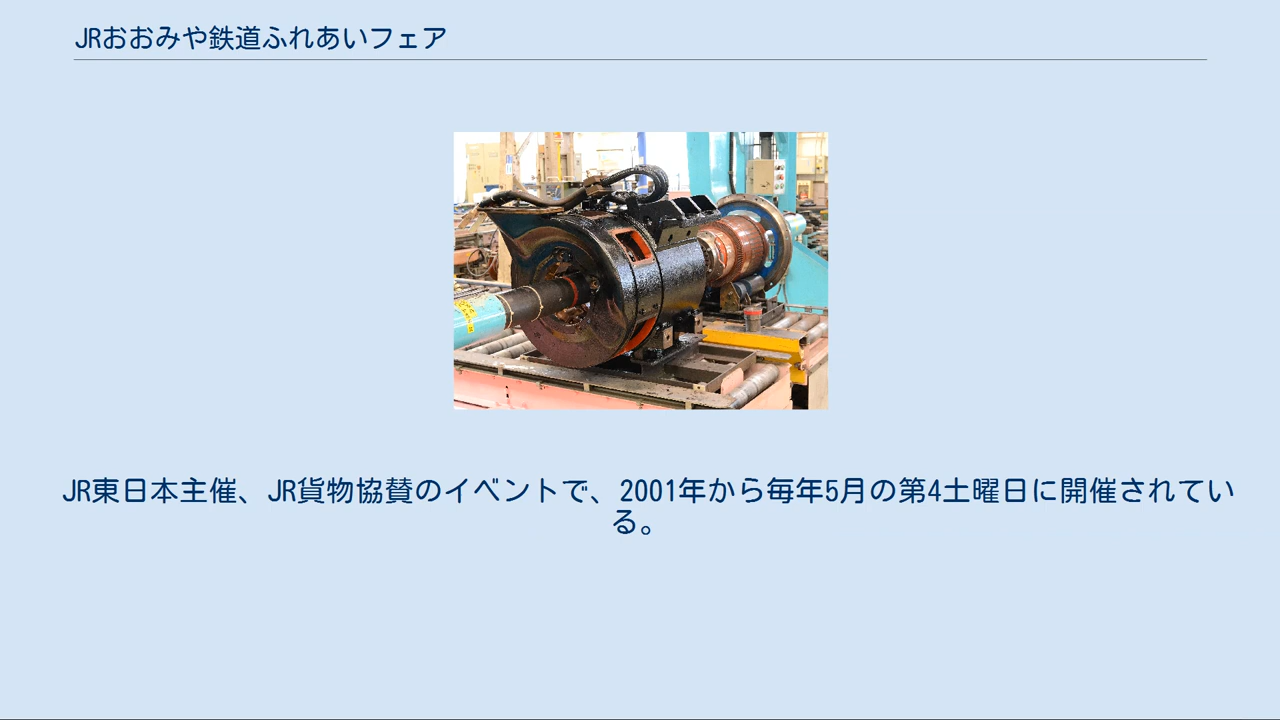 JRおおみや鉄道ふれあいフェア
JR東日本主催、JR貨物協賛のイベントで、2001年から毎年5月の第4土曜日に開催されてい
る。